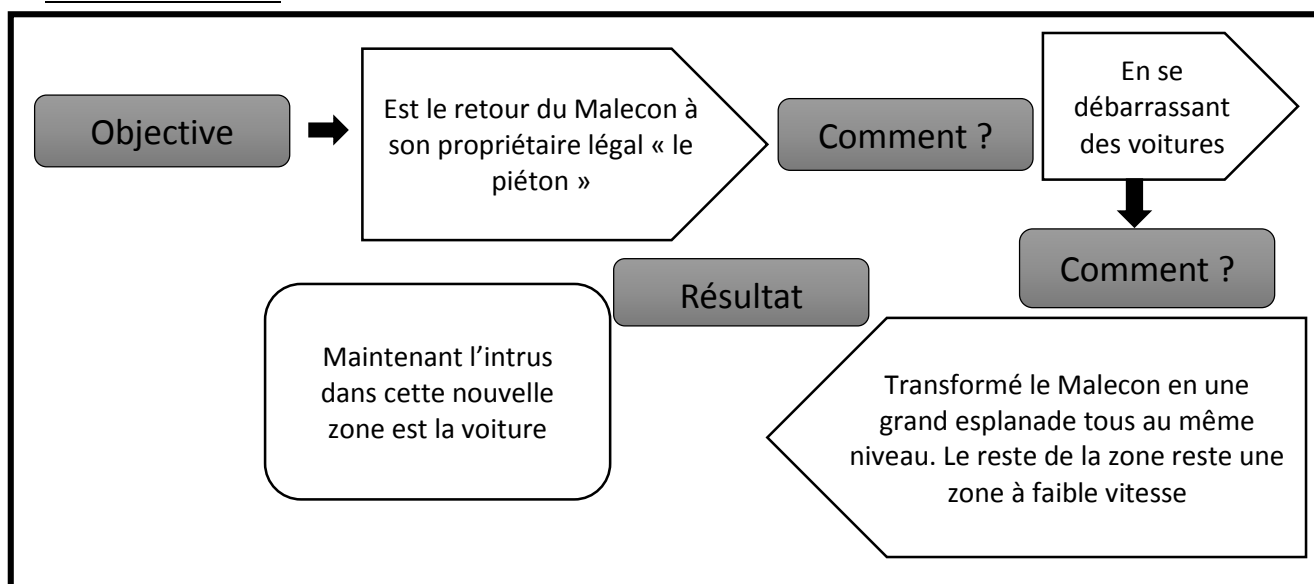 Objective
Est le retour du Malecon à
son propriétaire légal « le
piéton »
Comment ?
En se
débarrassant
des voitures
Comment ?
Transformé le Malecon en une
grand esplanade tous au même
niveau. Le reste de la zone reste une
zone à faible vitesse
Résultat
Maintenant l’intrus
dans cette nouvelle
zone est la voiture